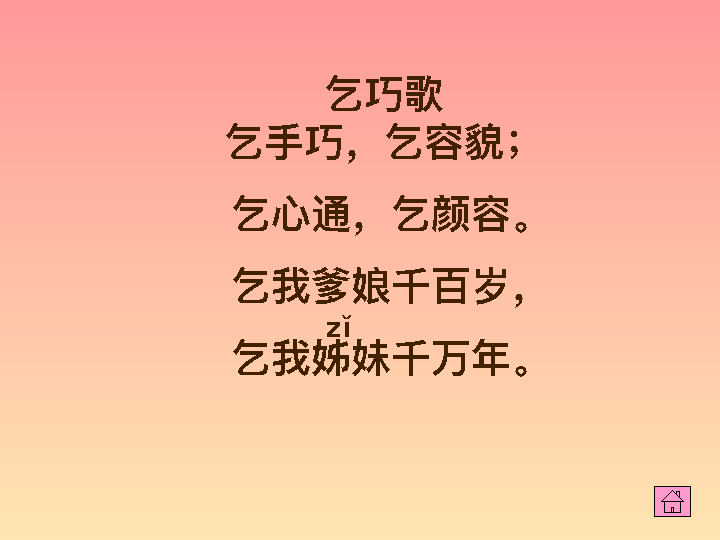 乞巧歌
乞手巧，乞容貌；
乞心通，乞颜容。
乞我爹娘千百岁，
zǐ
乞我姊妹千万年。